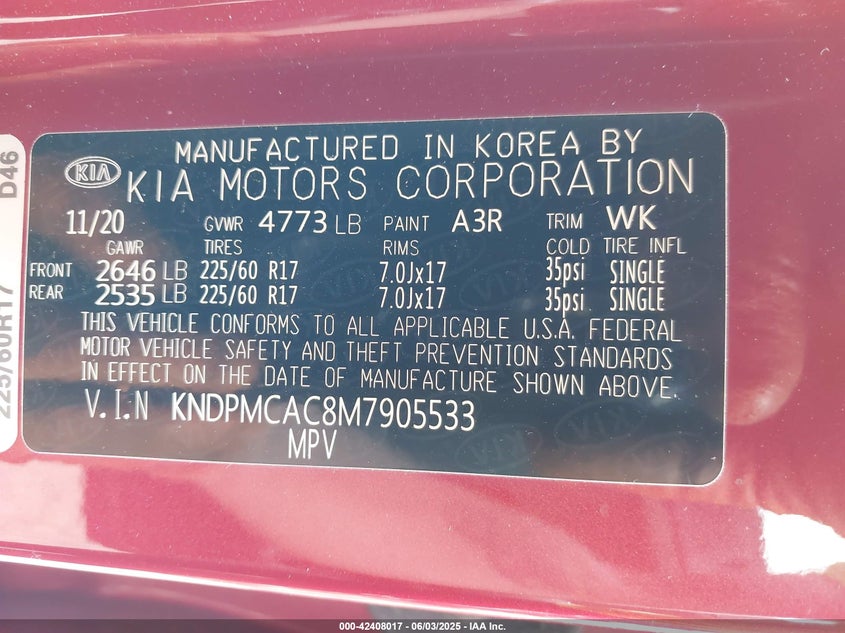 MANUFACTURED IN KOREA BY
KIA KIA MOTORS CORPORATION
11/20 GVWR 4773 LB PAINT A3R TRIM WK
GAWR TIRES RIMS COLD TIRE INFL
FRONT 2646 LB 225/60 R17 7.0Jx17 35psi SINGLE
REAR 2535 LB 225/60 R17 7.0Jx17 35psi SINGLE
THIS VEHICLE CONFORMS TO ALL APPLICABLE U.S.A. FEDERAL
MOTOR VEHICLE SAFETY AND THEFT PREVENTION STANDARDS
IN EFFECT ON THE DATE OF MANUFACTURE SHOWN ABOVE.
V.I.N KNDPMCAC8M7905533
MPV
225/60R17 D46
000-42408017 - 06/03/2025 - IAA Inc.